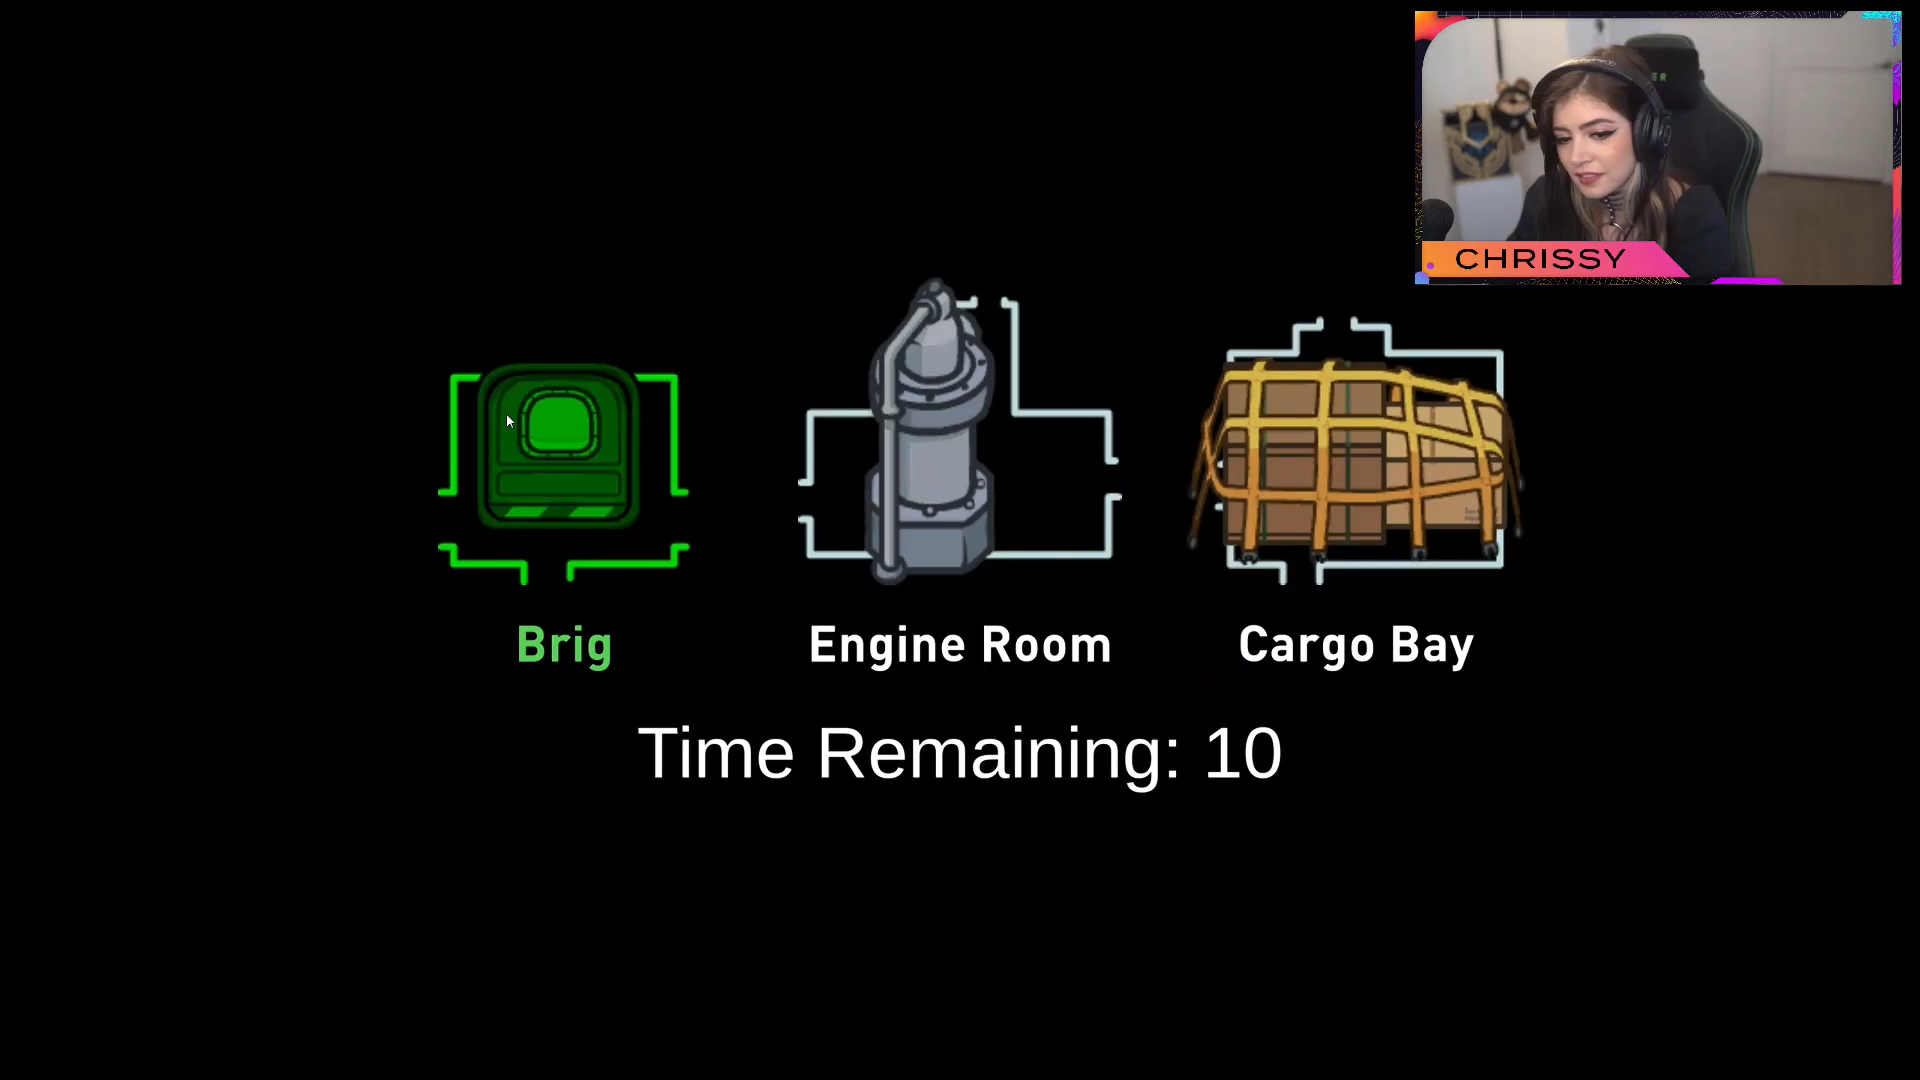 CHRISSY
Brig
Engine Room
Cargo Bay
Time Remaining: 10